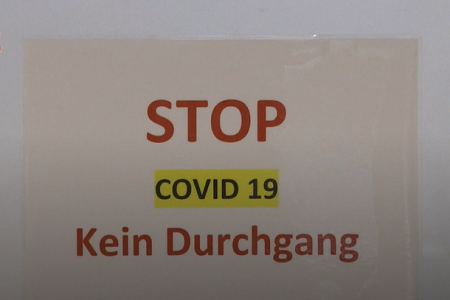 STOP
COVID 19
Kein Durchgang